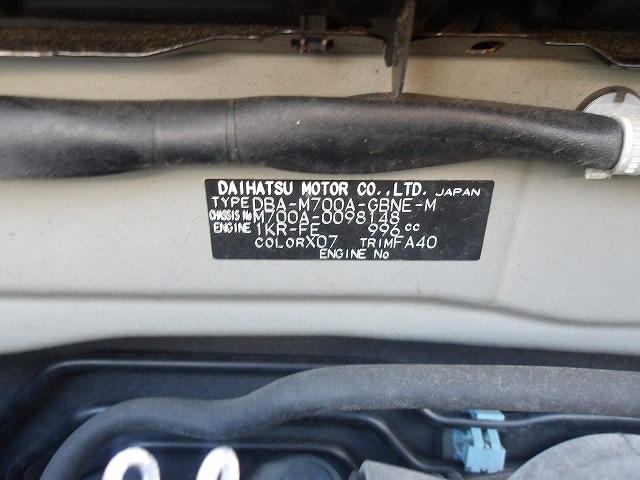 DAIHATSU MOTOR CO.,LTD. JAPAN
TYPE DBA-M700A-GBNE-M
CHASSIS No M700A-0098148
ENGINE 1KR-FE 996 cc
COLOR X07 TRIM FA40
ENGINE No